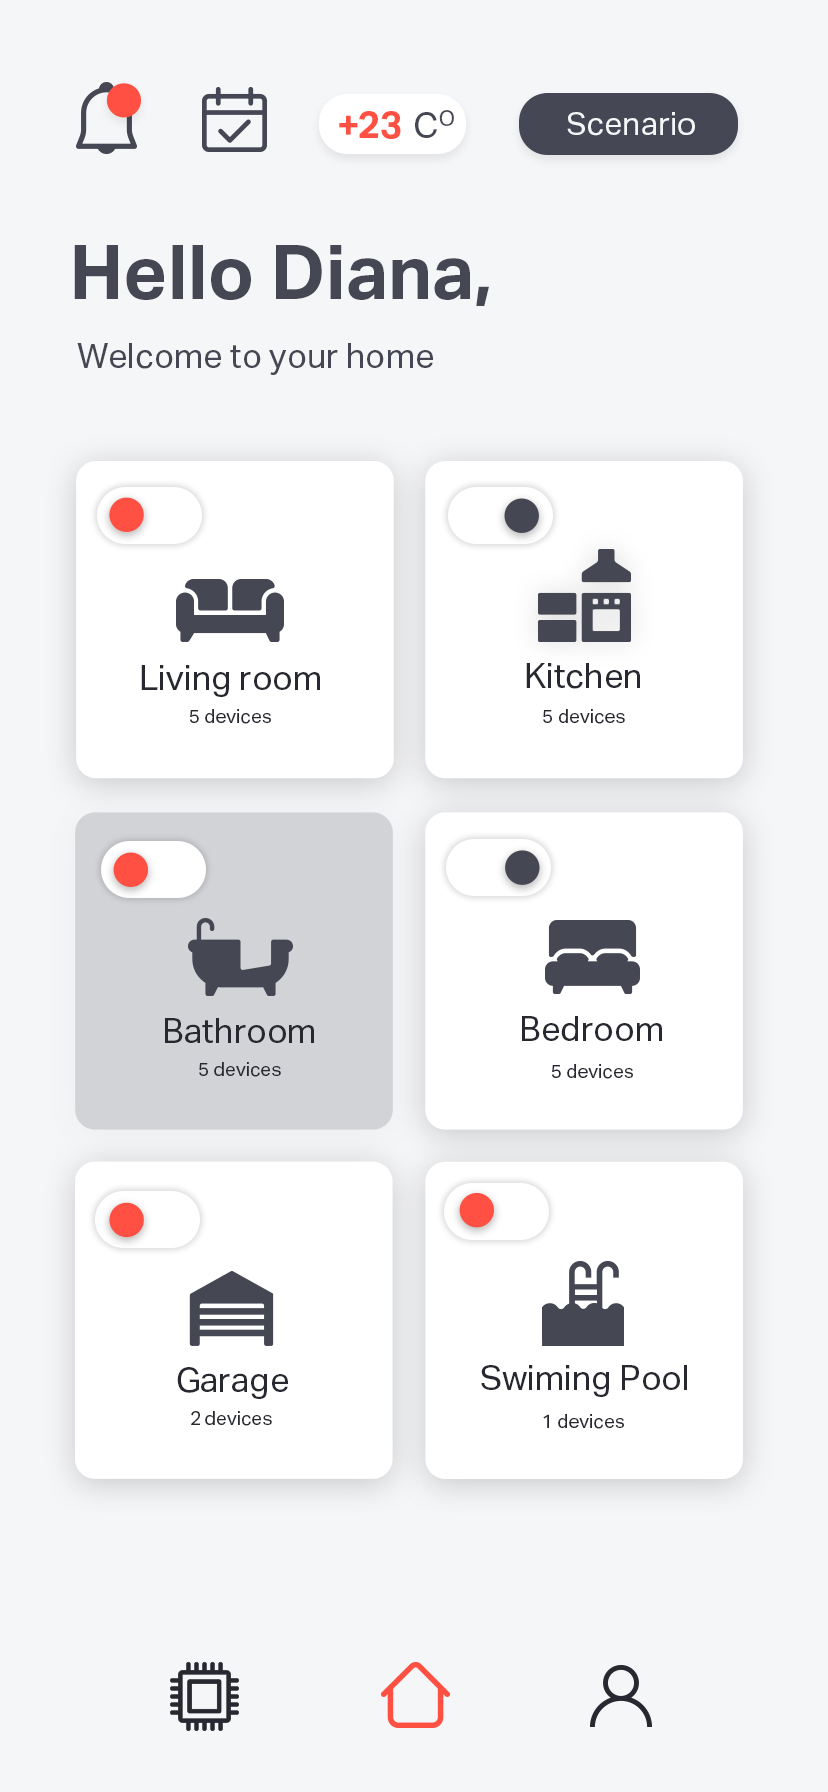 +23 Cº
Scenario
Hello Diana,
Welcome to your home
Living room
5 devices
Kitchen
5 devices
Bathroom
5 devices
Bedroom
5 devices
Garage
2 devices
Swiming Pool
1 devices